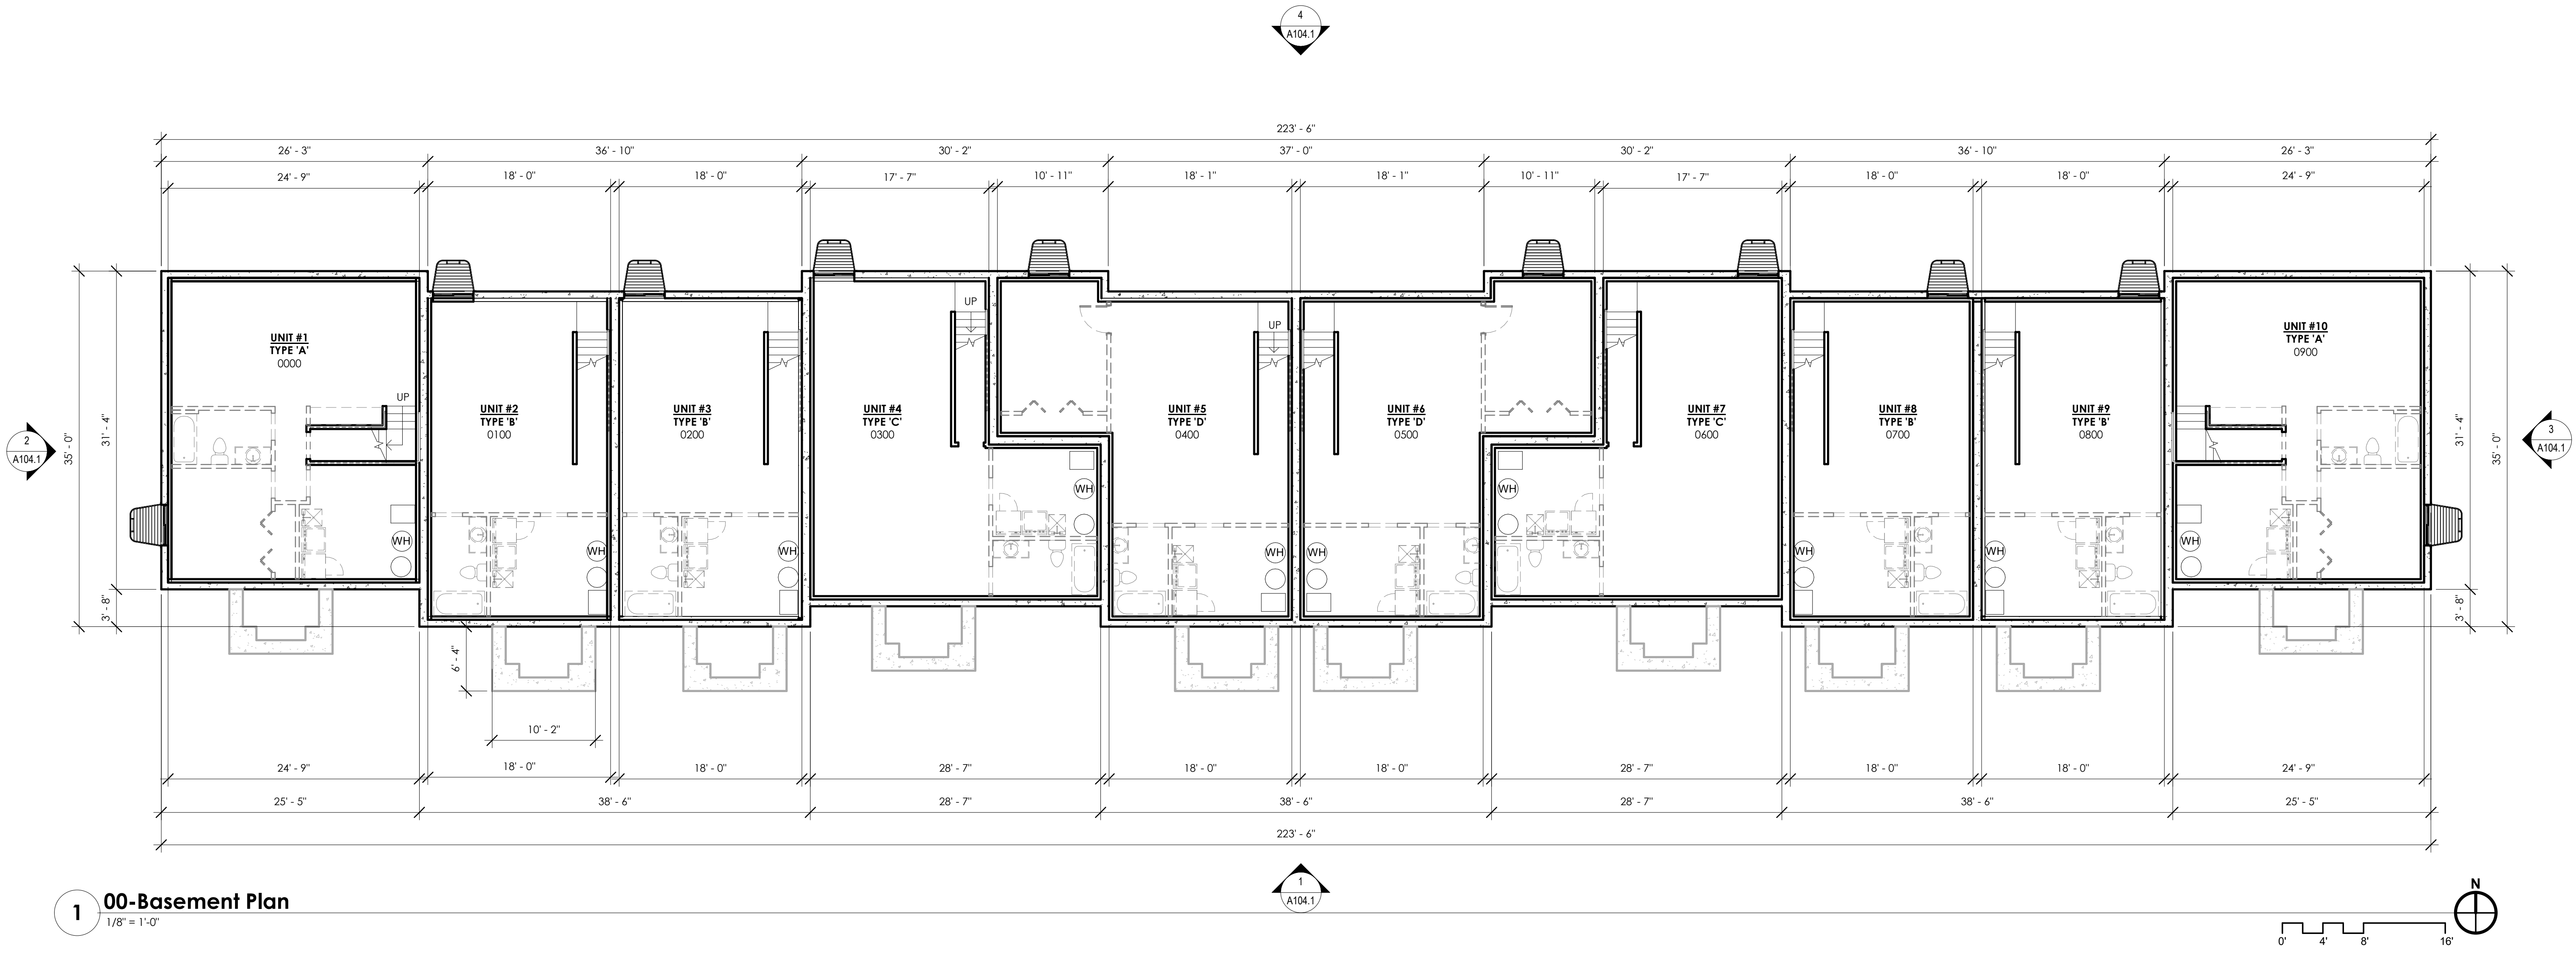 4
A104.1
223' - 6"
26' - 3"
36' - 10"
30' - 2"
37' - 0"
30' - 2"
36' - 10"
26' - 3"
24' - 9"
18' - 0"
18' - 0"
17' - 7"
10' - 11"
18' - 1"
18' - 1"
10' - 11"
17' - 7"
18' - 0"
18' - 0"
24' - 9"
35' - 0"
31' - 4"
3' - 8"
2
A104.1
UNIT #1
TYPE 'A'
0000
UP
WH
UNIT #2
TYPE 'B'
0100
WH
UNIT #3
TYPE 'B'
0200
WH
UP
UNIT #4
TYPE 'C'
0300
WH
UP
UNIT #5
TYPE 'D'
0400
WH
UNIT #6
TYPE 'D'
0500
WH
UNIT #7
TYPE 'C'
0600
WH
UNIT #8
TYPE 'B'
0700
WH
UNIT #9
TYPE 'B'
0800
WH
UNIT #10
TYPE 'A'
0900
WH
31' - 4"
35' - 0"
3' - 8"
3
A104.1
6' - 4"
10' - 2"
24' - 9"
18' - 0"
18' - 0"
28' - 7"
18' - 0"
18' - 0"
28' - 7"
18' - 0"
18' - 0"
24' - 9"
25' - 5"
38' - 6"
28' - 7"
38' - 6"
28' - 7"
38' - 6"
25' - 5"
223' - 6"
1
A104.1
1
00-Basement Plan
1/8" = 1'-0"
N
0' 4' 8' 16'